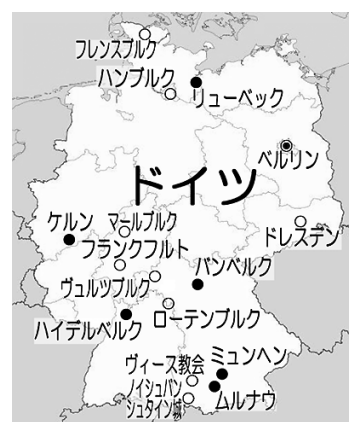 フレンスブルク
ハンブルク
リューベック
ベルリン
ドイツ
ケルン
マールブルク
ドレスデン
フランクフルト
バンベルク
ヴュルツブルク
ローテンブルク
ハイデルベルク
ヴィース教会
ミュンヘン
ノイシュバン
シュタイン城
ムルナウ